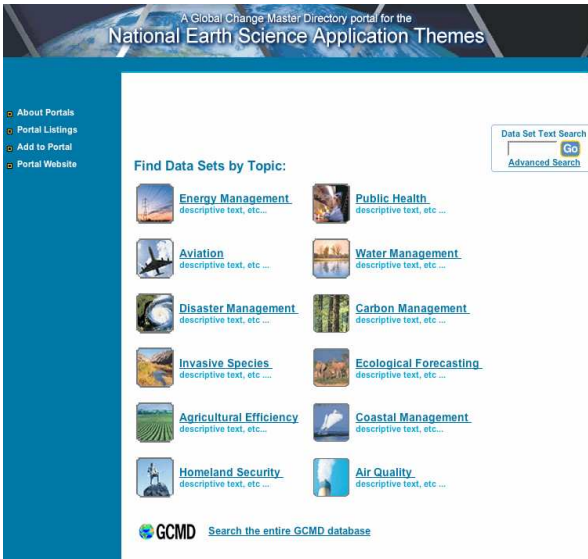 A Global Change Master Directory portal for the
National Earth Science Application Themes
About Portals
Portal Listings
Add to Portal
Portal Website
Data Set Text Search
Go
Advanced Search
Find Data Sets by Topic:
Energy Management
descriptive text, etc...
Public Health
descriptive text, etc ...
Aviation
descriptive text, etc ...
Water Management
descriptive text, etc ...
Disaster Management
descriptive text, etc ...
Carbon Management
descriptive text, etc ...
Invasive Species
descriptive text, etc ....
Ecological Forecasting
descriptive text, etc ...
Agricultural Efficiency
descriptive text, etc...
Coastal Management
descriptive text, etc...
Homeland Security
descriptive text, etc ...
Air Quality
descriptive text, etc ...
GCMD
Search the entire GCMD database